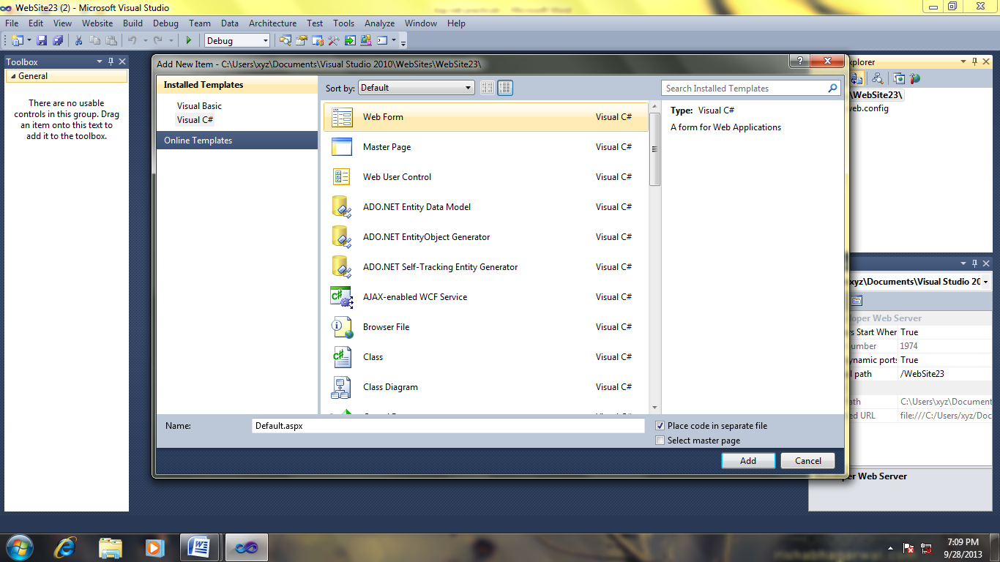 WebSite23 (2) - Microsoft Visual Studio
File Edit View Website Build Debug Team Data Architecture Test Tools Analyze Window Help
Debug
Toolbox
General
There are no usable
controls in this group. Drag
an item onto this text to
add it to the toolbox.
Add New Item - C:\Users\xyz\Documents\Visual Studio 2010\WebSites\WebSite23\
Installed Templates
Visual Basic
Visual C#
Online Templates
Sort by: Default
Search Installed Templates
Web Form Visual C#
Master Page Visual C#
Web User Control Visual C#
ADO.NET Entity Data Model Visual C#
ADO.NET EntityObject Generator Visual C#
ADO.NET Self-Tracking Entity Generator Visual C#
AJAX-enabled WCF Service Visual C#
Browser File Visual C#
Class Visual C#
Class Diagram Visual C#
Type: Visual C#
A form for Web Applications
Name: Default.aspx
Place code in separate file
Select master page
Add Cancel
xplorer
\WebSite23\
web.config
xyz\Documents\Visual Studio 20
oper Web Server
s Start Wher True
umber 1974
ynamic ports True
l path /WebSite23
ath C:\Users\xyz\Document
ed URL file:///C:/Users/xyz/Doc
per Web Server
7:09 PM
9/28/2013